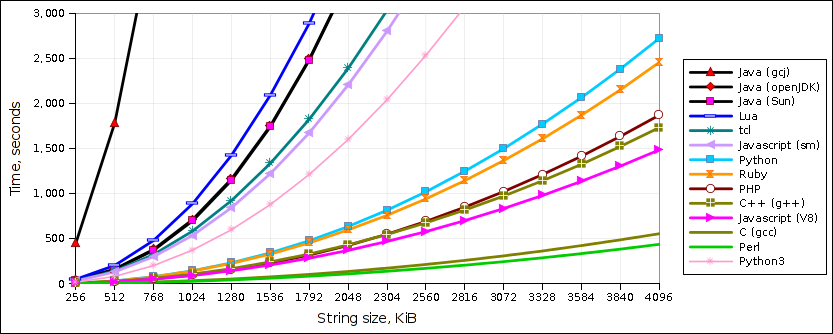 3,000
2,500
2,000
1,500
1,000
500
0
Time, seconds
256 512 768 1024 1280 1536 1792 2048 2304 2560 2816 3072 3328 3584 3840 4096
String size, KiB
Java (gcj)
Java (openJDK)
Java (Sun)
Lua
tcl
Javascript (sm)
Python
Ruby
PHP
C++ (g++)
Javascript (V8)
C (gcc)
Perl
Python3